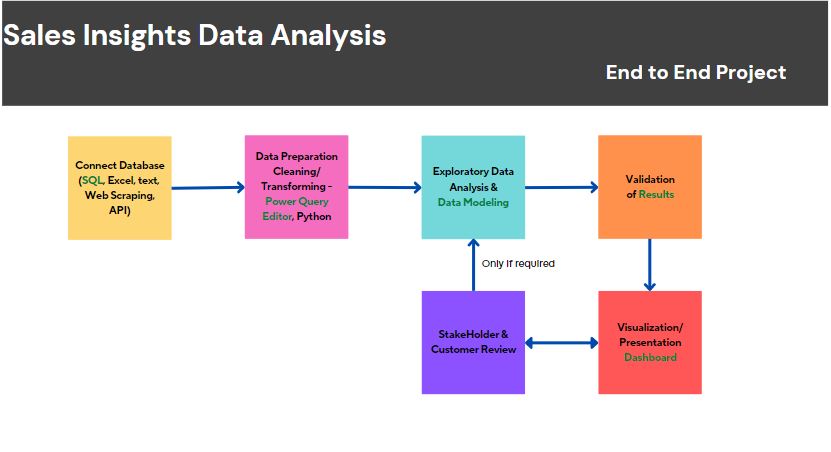 Sales Insights Data Analysis
End to End Project
Connect Database
(SQL, Excel, text,
Web Scraping,
API)
Data Preparation
Cleaning/
Transforming -
Power Query
Editor, Python
Exploratory Data
Analysis &
Data Modeling
Validation
of Results
Only if required
StakeHolder &
Customer Review
Visualization/
Presentation
Dashboard